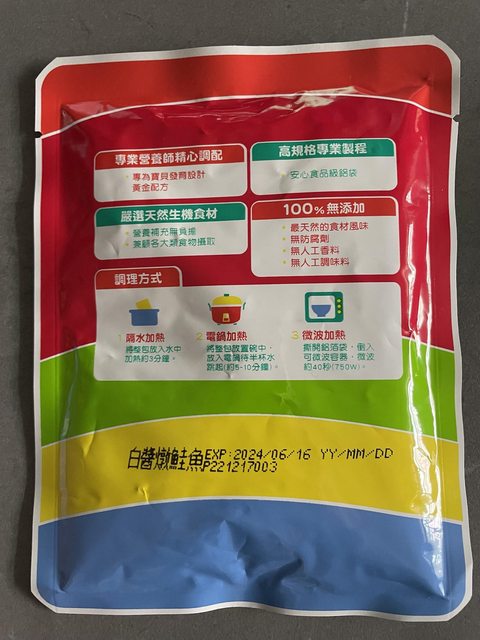 專業營養師精心調配
• 專為寶貝發育設計
黃金配方
高規格專業製程
• 安心食品級鋁袋
嚴選天然生機食材
• 營養補充無負擔
• 兼顧各大類食物攝取
100%無添加
• 最天然的食材風味
• 無防腐劑
• 無人工香料
• 無人工調味料
調理方式
1 隔水加熱
將整包放入水中
加熱約3分鐘。
2 電鍋加熱
將整包放置碗中，
放入電鍋待半杯水
跳起(約5-10分鐘)。
3 微波加熱
撕開鋁箔袋，倒入
可微波容器，微波
約40秒(750W)。
白醬燉鮭魚
EXP:2024/06/16 YY/MM/DD
P221217003